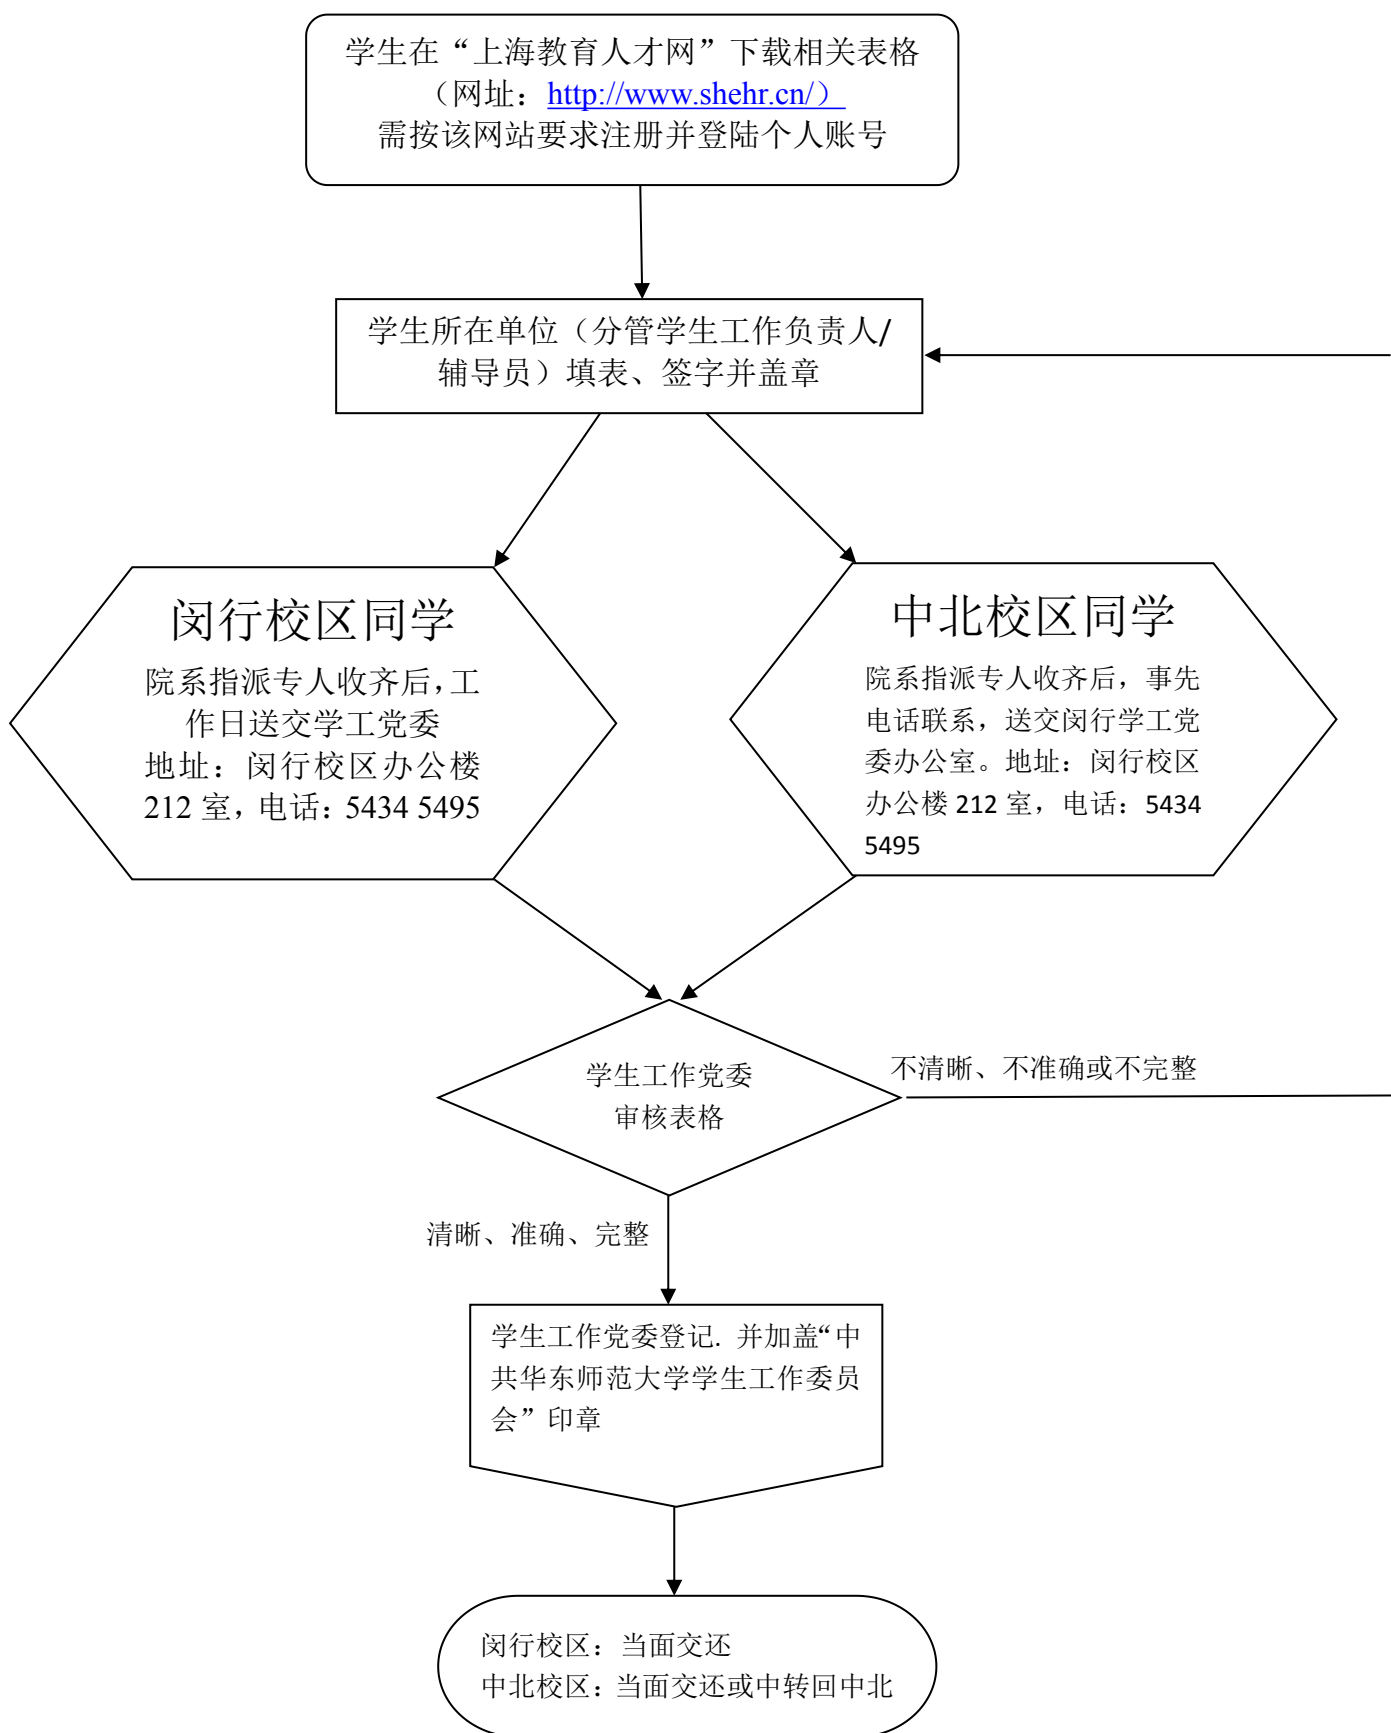 学生在“上海教育人才网”下载相关表格
（网址：http://www.shehr.cn/）
需按该网站要求注册并登陆个人账号
学生所在单位（分管学生工作负责人/
辅导员）填表、签字并盖章
闵行校区同学
院系指派专人收齐后，工
作日送交学工党委
地址：闵行校区办公楼
212 室，电话：5434 5495
中北校区同学
院系指派专人收齐后，事先
电话联系，送交闵行学工党
委办公室。地址：闵行校区
办公楼 212 室，电话：5434
5495
学生工作党委
审核表格
不清晰、不准确或不完整
清晰、准确、完整
学生工作党委登记. 并加盖“中
共华东师范大学学生工作委员
会”印章
闵行校区：当面交还
中北校区：当面交还或中转回中北